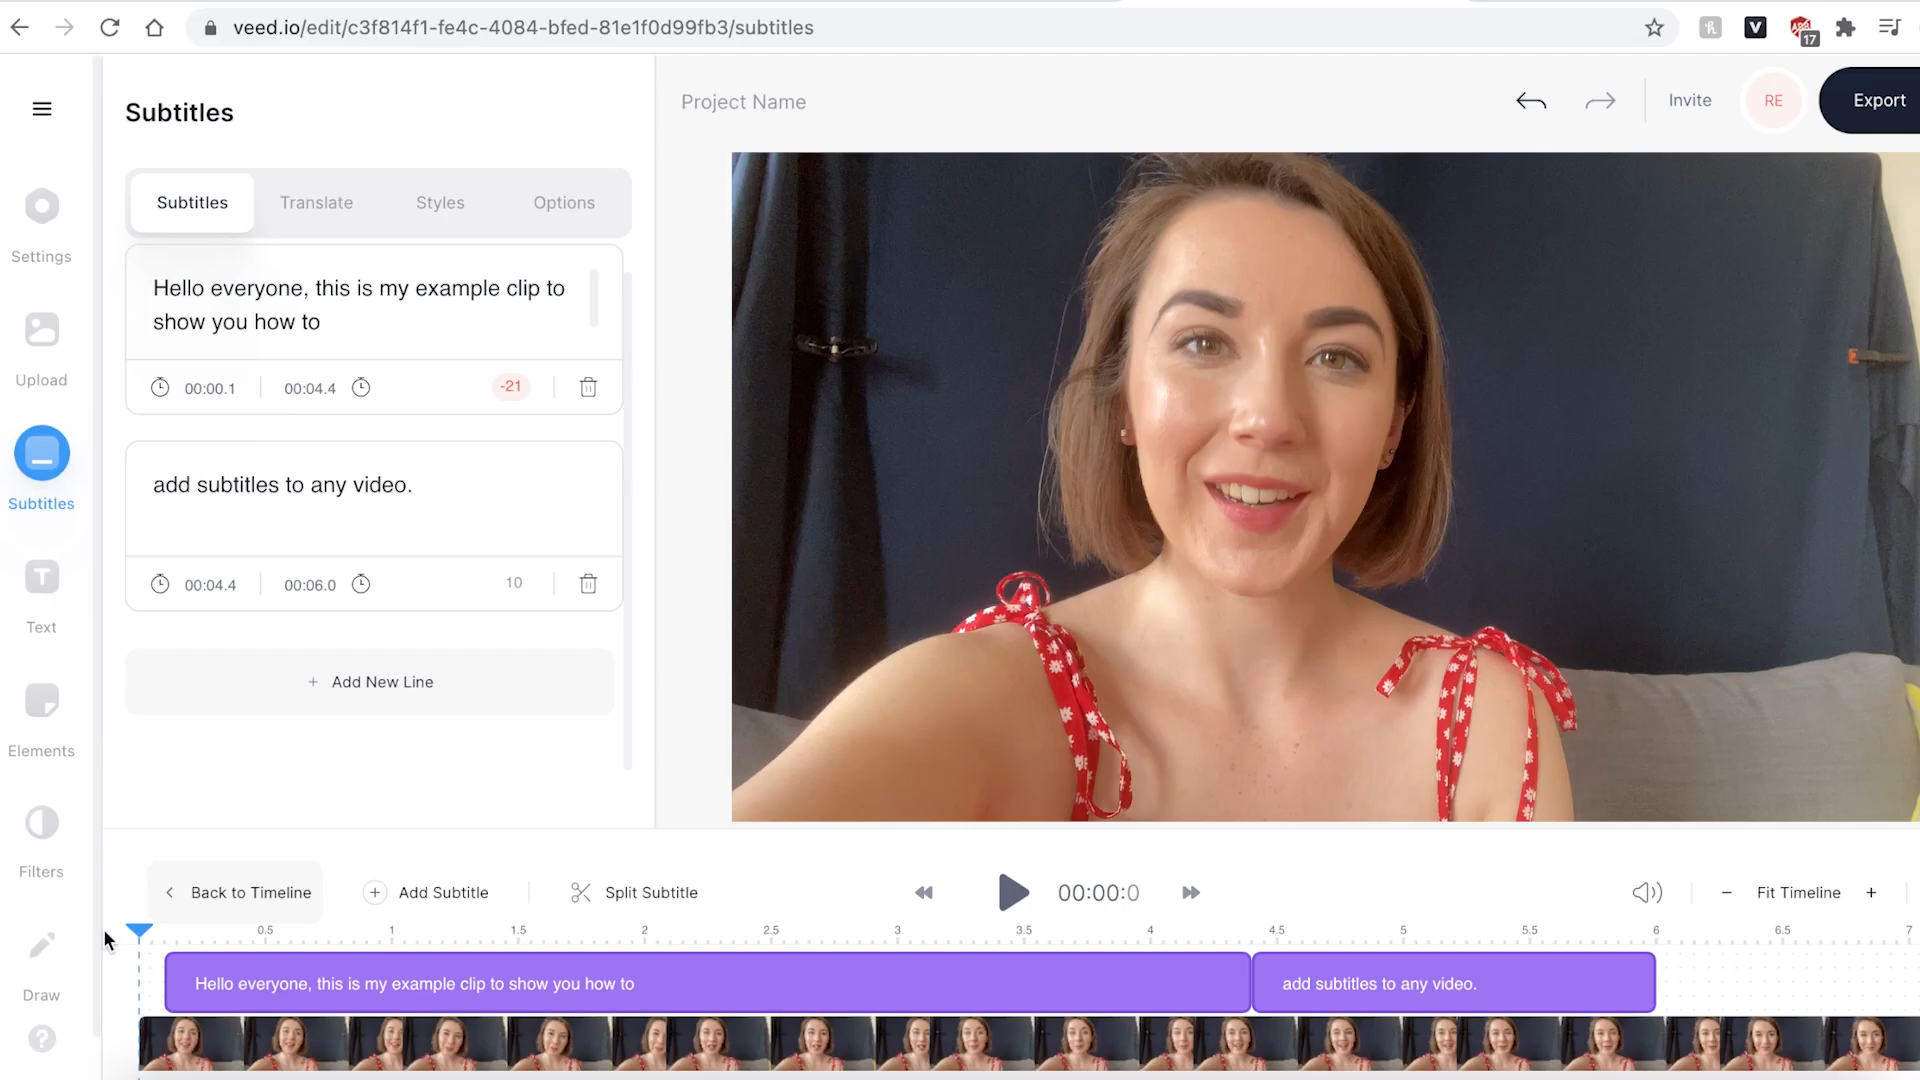 veed.io/edit/c3f814f1-fe4c-4084-bfed-81e1f0d99fb3/subtitles
17
Subtitles
Project Name
Invite
RE
Export
Settings
Upload
Subtitles
Text
Elements
Filters
Draw
Subtitles Translate Styles Options
Hello everyone, this is my example clip to
show you how to
00:00.1 00:04.4 -21
add subtitles to any video.
00:04.4 00:06.0 10
+ Add New Line
Back to Timeline
+ Add Subtitle
Split Subtitle
00:00:0
− Fit Timeline +
0.5 1 1.5 2 2.5 3 3.5 4 4.5 5 5.5 6 6.5 7
Hello everyone, this is my example clip to show you how to
add subtitles to any video.